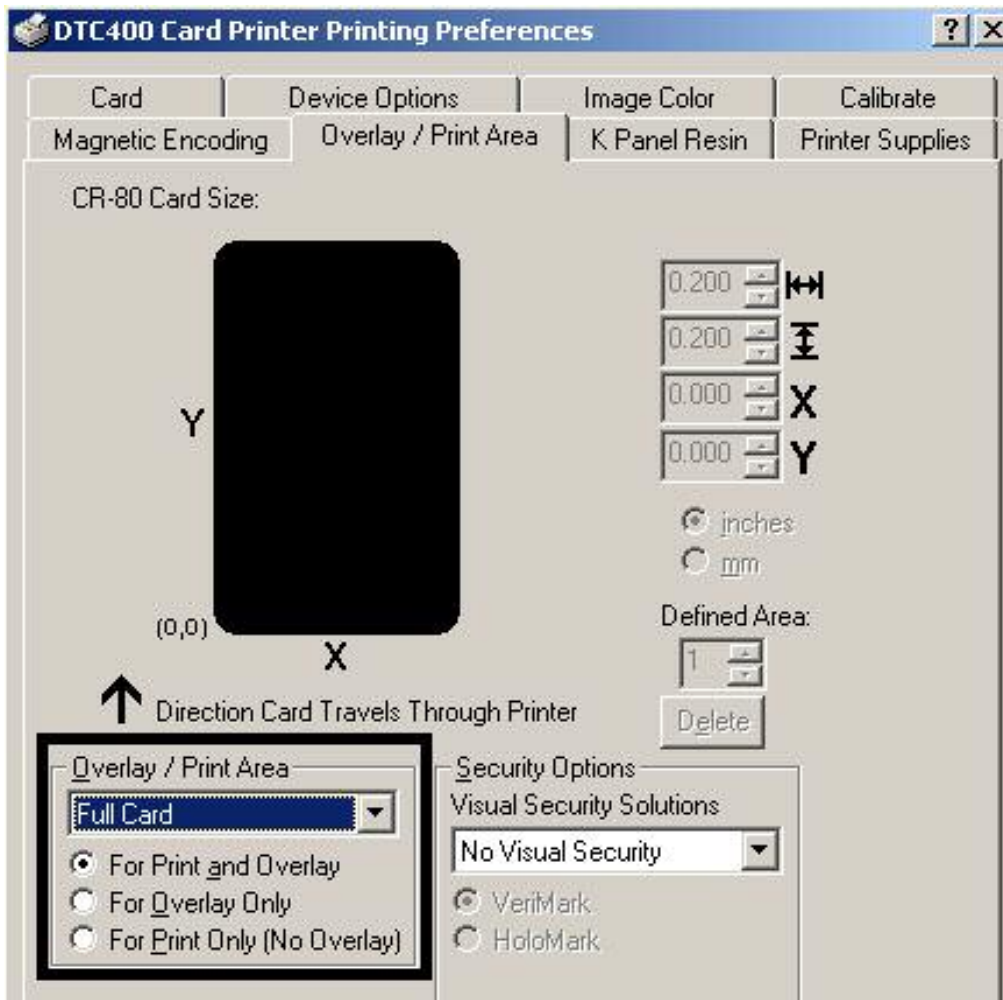 DTC400 Card Printer Printing Preferences
Card Device Options Image Color Calibrate
Magnetic Encoding Overlay / Print Area K Panel Resin Printer Supplies
CR-80 Card Size:
0.200
0.200
0.000 X
0.000 Y
Y
inches
mm
(0,0)
X
Defined Area:
1
Direction Card Travels Through Printer
Delete
Overlay / Print Area
Full Card
For Print and Overlay
For Overlay Only
For Print Only (No Overlay)
Security Options
Visual Security Solutions
No Visual Security
VeriMark
HoloMark